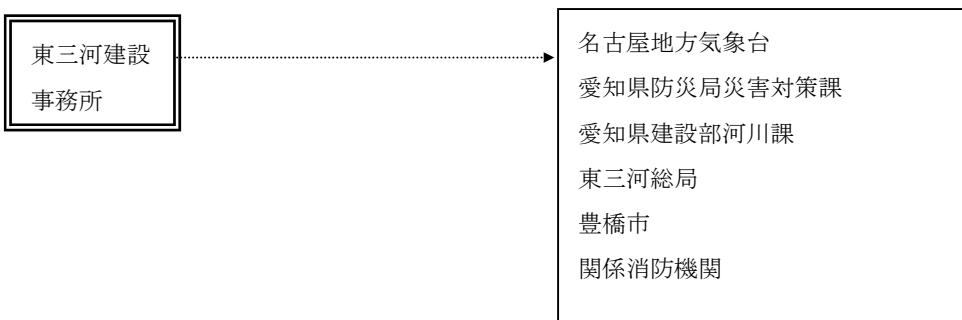 東三河建設
事務所
名古屋地方気象台
愛知県防災局災害対策課
愛知県建設部河川課
東三河総局
豊橋市
関係消防機関